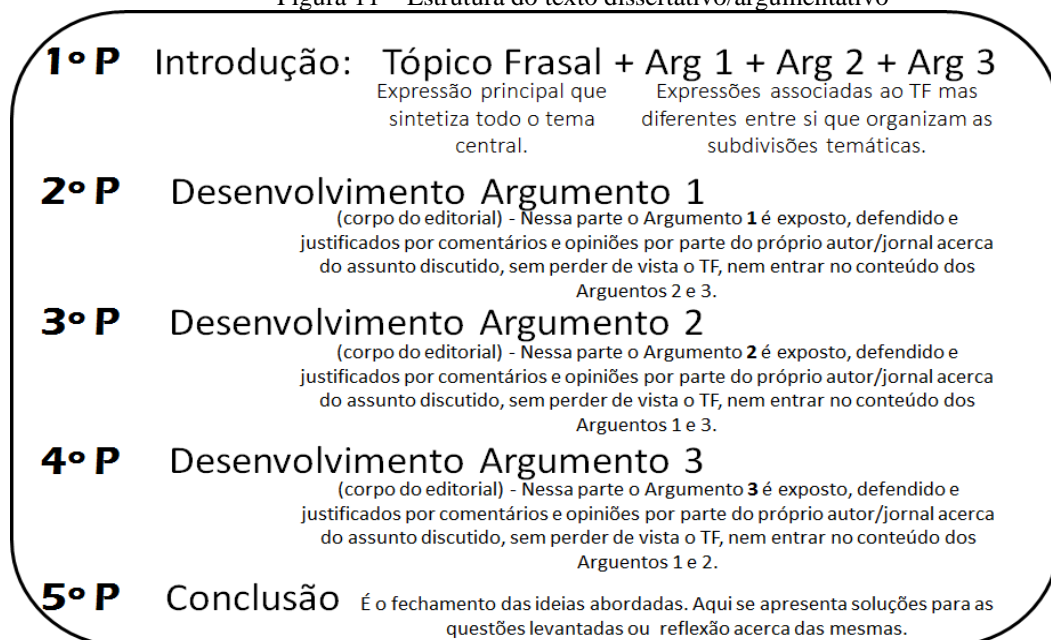 Figura 11 – Estrutura do texto dissertativo/argumentativo
1º P Introdução: Tópico Frasal + Arg 1 + Arg 2 + Arg 3
Expressão principal que sintetiza todo o tema central.
Expressões associadas ao TF mas diferentes entre si que organizam as subdivisões temáticas.
2º P Desenvolvimento Argumento 1
(corpo do editorial) - Nessa parte o Argumento 1 é exposto, defendido e
justificados por comentários e opiniões por parte do próprio autor/jornal acerca
do assunto discutido, sem perder de vista o TF, nem entrar no conteúdo dos
Arguentos 2 e 3.
3º P Desenvolvimento Argumento 2
(corpo do editorial) - Nessa parte o Argumento 2 é exposto, defendido e
justificados por comentários e opiniões por parte do próprio autor/jornal acerca
do assunto discutido, sem perder de vista o TF, nem entrar no conteúdo dos
Arguentos 1 e 3.
4º P Desenvolvimento Argumento 3
(corpo do editorial) - Nessa parte o Argumento 3 é exposto, defendido e
justificados por comentários e opiniões por parte do próprio autor/jornal acerca
do assunto discutido, sem perder de vista o TF, nem entrar no conteúdo dos
Arguentos 1 e 2.
5º P Conclusão É o fechamento das ideias abordadas. Aqui se apresenta soluções para as
questões levantadas ou reflexão acerca das mesmas.